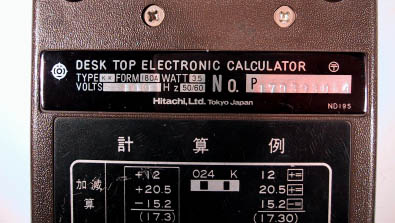 DESK TOP ELECTRONIC CALCULATOR
TYPE KK FORM 180A WATT 3.5
VOLTS Hz 50/60 NO. P
Hitachi, Ltd. Tokyo Japan
ND195
計算例
加減算
+12 024 K 12 +=
+20.5 20.5 +=
−15.2 15.2 −=
(17.3) (17.30)